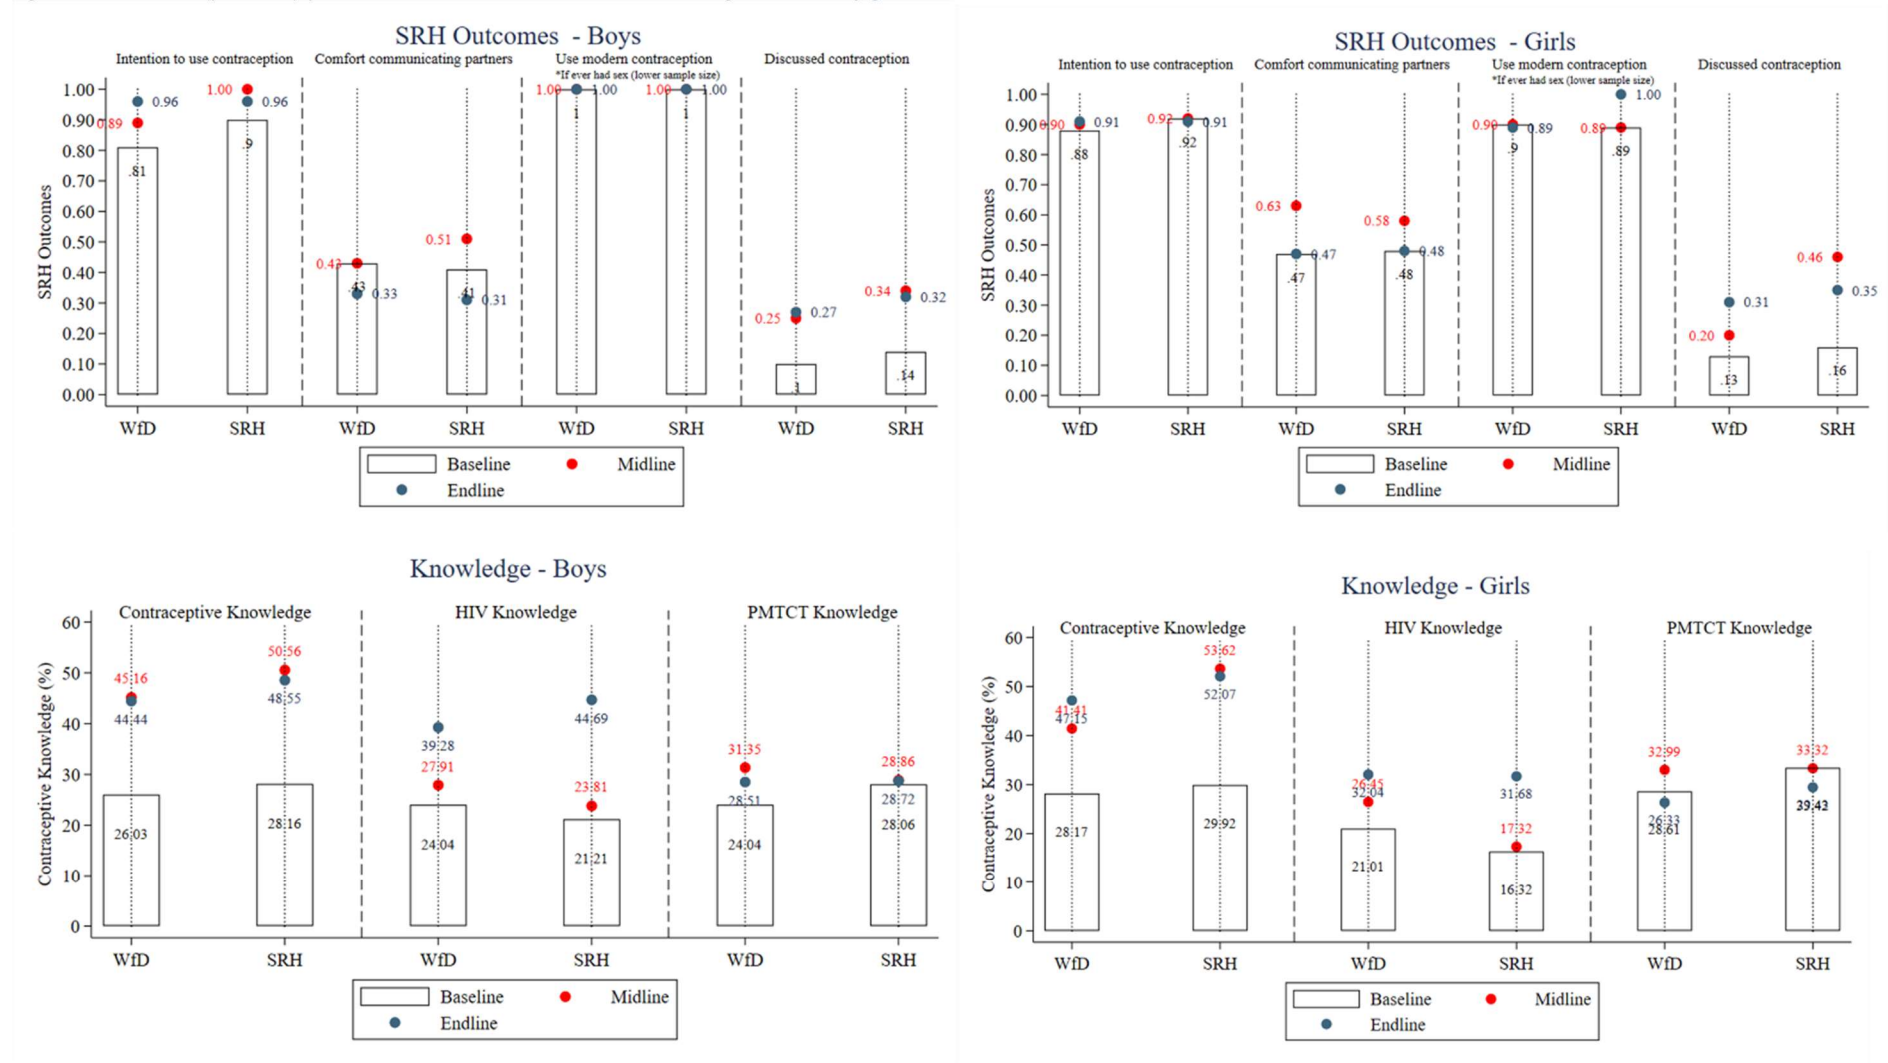 SRH Outcomes - Boys
Intention to use contraception
Comfort communicating partners
Use modern contraception
*If ever had sex (lower sample size)
Discussed contraception
SRH Outcomes
1.00
0.90
0.80
0.70
0.60
0.50
0.40
0.30
0.20
0.10
0.00
0.96
0.89
.81
1.00
0.96
.9
0.43
.43
0.33
0.51
.41
0.31
1.00
1.00
1
1.00
1.00
1
0.25
0.27
.1
0.34
0.32
.14
WfD
SRH
WfD
SRH
WfD
SRH
WfD
SRH
Baseline
Midline
Endline
SRH Outcomes - Girls
Intention to use contraception
Comfort communicating partners
Use modern contraception
*If ever had sex (lower sample size)
Discussed contraception
SRH Outcomes
1.00
0.90
0.80
0.70
0.60
0.50
0.40
0.30
0.20
0.10
0.00
0.90
0.91
.88
0.92
0.91
.92
0.63
0.47
.47
0.58
0.48
.48
0.90
0.89
.9
1.00
0.89
.89
0.31
0.20
.13
0.46
0.35
.16
WfD
SRH
WfD
SRH
WfD
SRH
WfD
SRH
Baseline
Midline
Endline
Knowledge - Boys
Contraceptive Knowledge
HIV Knowledge
PMTCT Knowledge
Contraceptive Knowledge (%)
60
50
40
30
20
10
0
45.16
44.44
26.03
50.56
48.55
28.16
39.28
27.91
24.04
44.69
23.81
21.21
31.35
28.51
24.04
28.86
28.72
28.06
WfD
SRH
WfD
SRH
WfD
SRH
Baseline
Midline
Endline
Knowledge - Girls
Contraceptive Knowledge
HIV Knowledge
PMTCT Knowledge
Contraceptive Knowledge (%)
60
50
40
30
20
10
0
41.41
47.15
28.17
53.62
52.07
29.92
26.45
32.04
21.01
31.68
17.32
16.32
32.99
26.33
28.61
33.32
WfD
SRH
WfD
SRH
WfD
SRH
Baseline
Midline
Endline